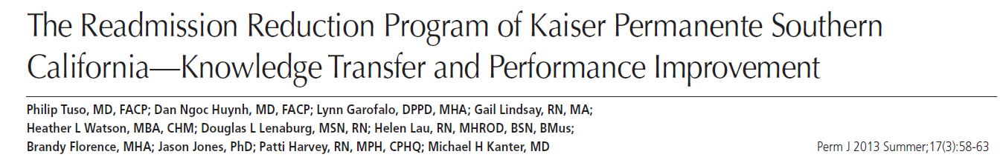 The Readmission Reduction Program of Kaiser Permanente Southern
California—Knowledge Transfer and Performance Improvement
Philip Tuso, MD, FACP; Dan Ngoc Huynh, MD, FACP; Lynn Garofalo, DPPD, MHA; Gail Lindsay, RN, MA;
Heather L Watson, MBA, CHM; Douglas L Lenaburg, MSN, RN; Helen Lau, RN, MHROD, BSN, BMus;
Brandy Florence, MHA; Jason Jones, PhD; Patti Harvey, RN, MPH, CPHQ; Michael H Kanter, MD
Perm J 2013 Summer;17(3):58-63